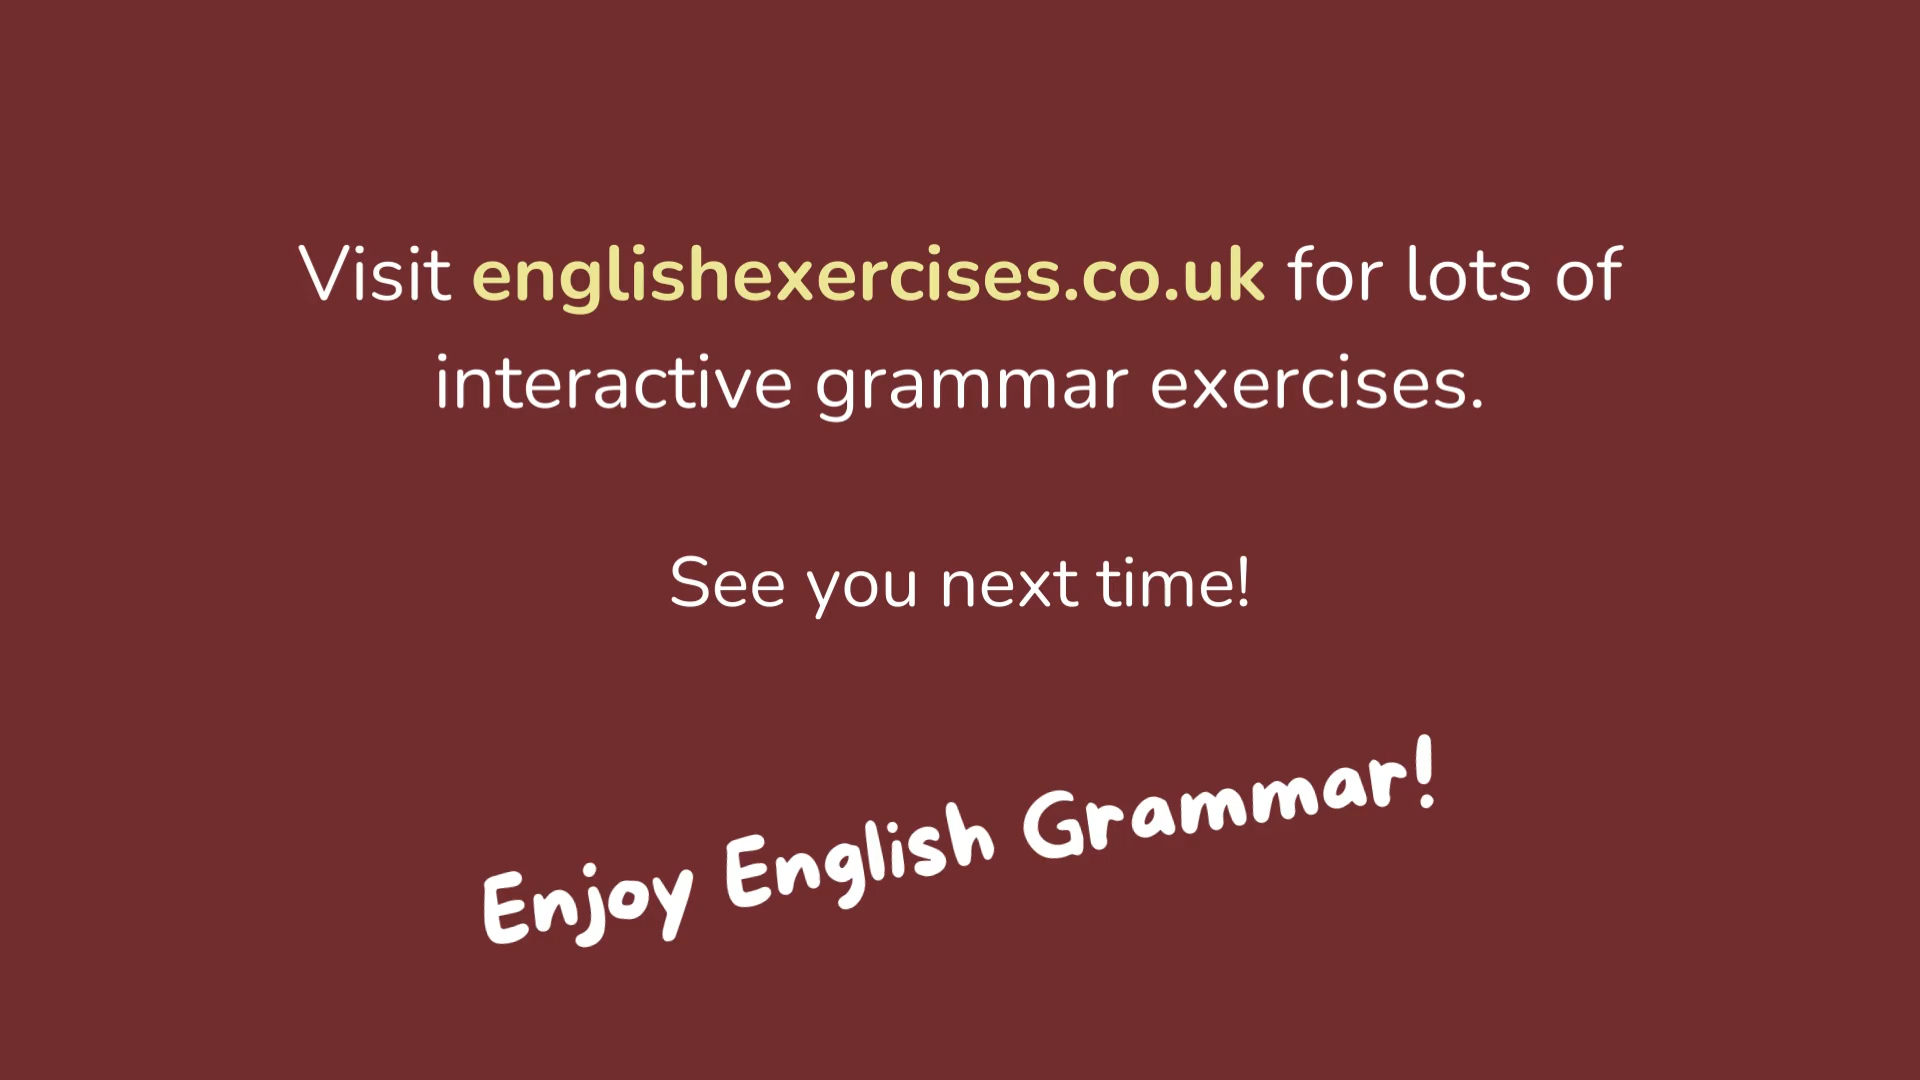 Visit englishexercises.co.uk for lots of
interactive grammar exercises.
See you next time!
Enjoy English Grammar!